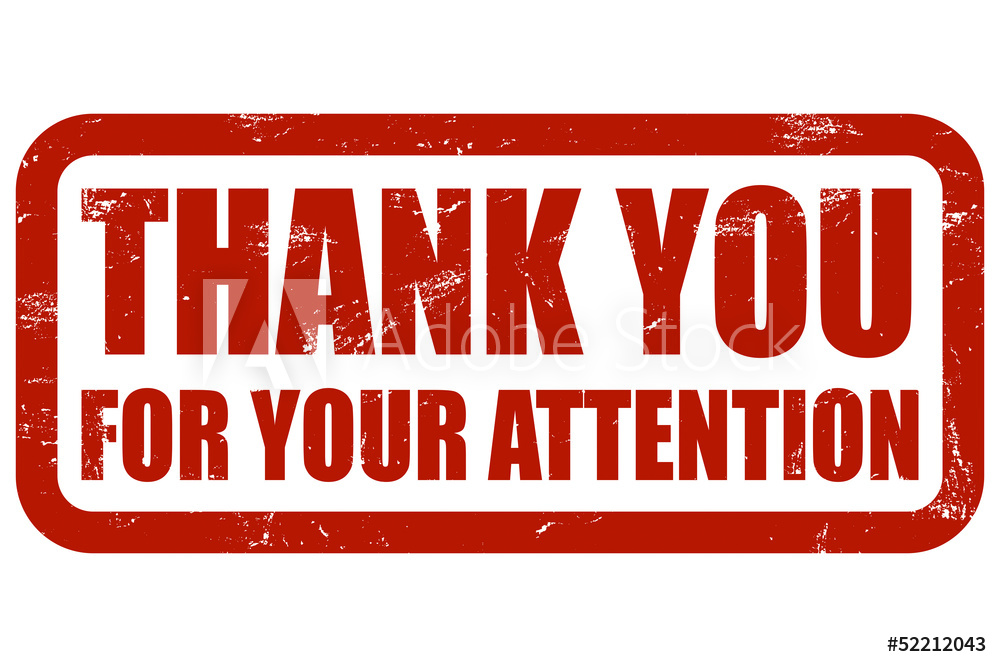 THANK YOU
Adobe Stock
FOR YOUR ATTENTION
#52212043